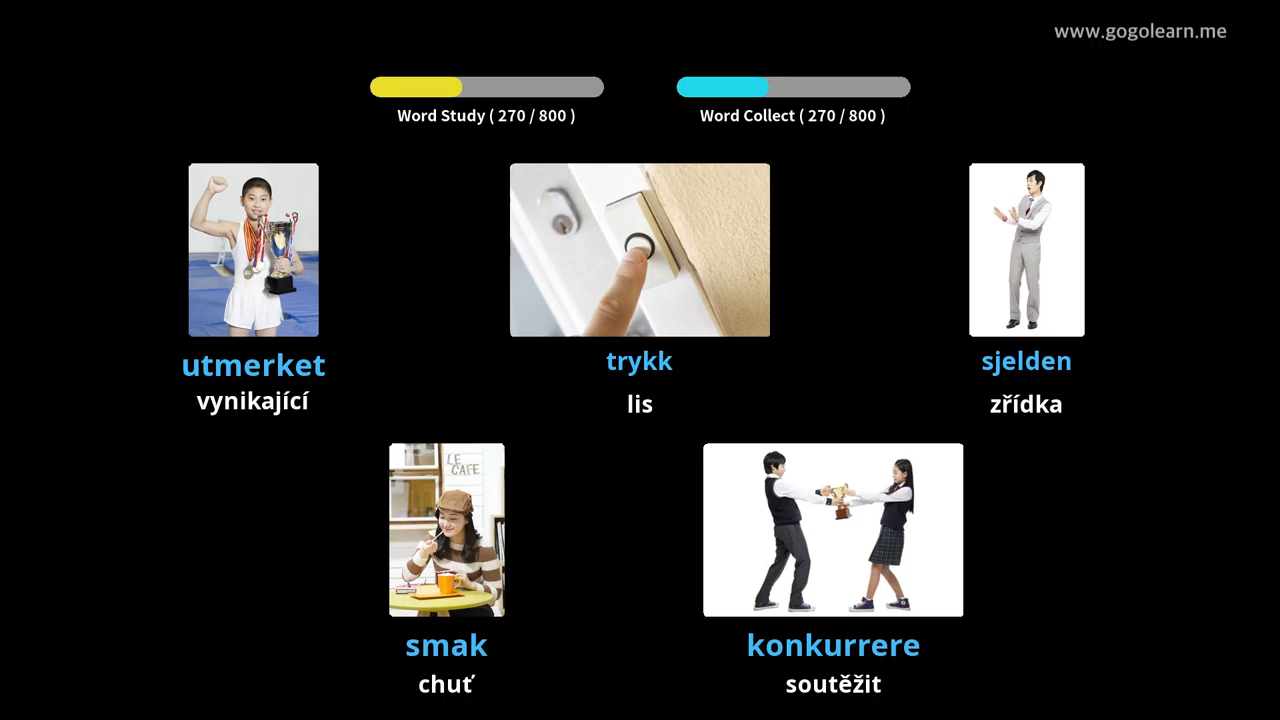 www.gogolearn.me
Word Study ( 270 / 800 )
Word Collect ( 270 / 800 )
utmerket
vynikající
trykk
lis
sjelden
zřídka
LE
CAFE
smak
chuť
konkurrere
soutěžit